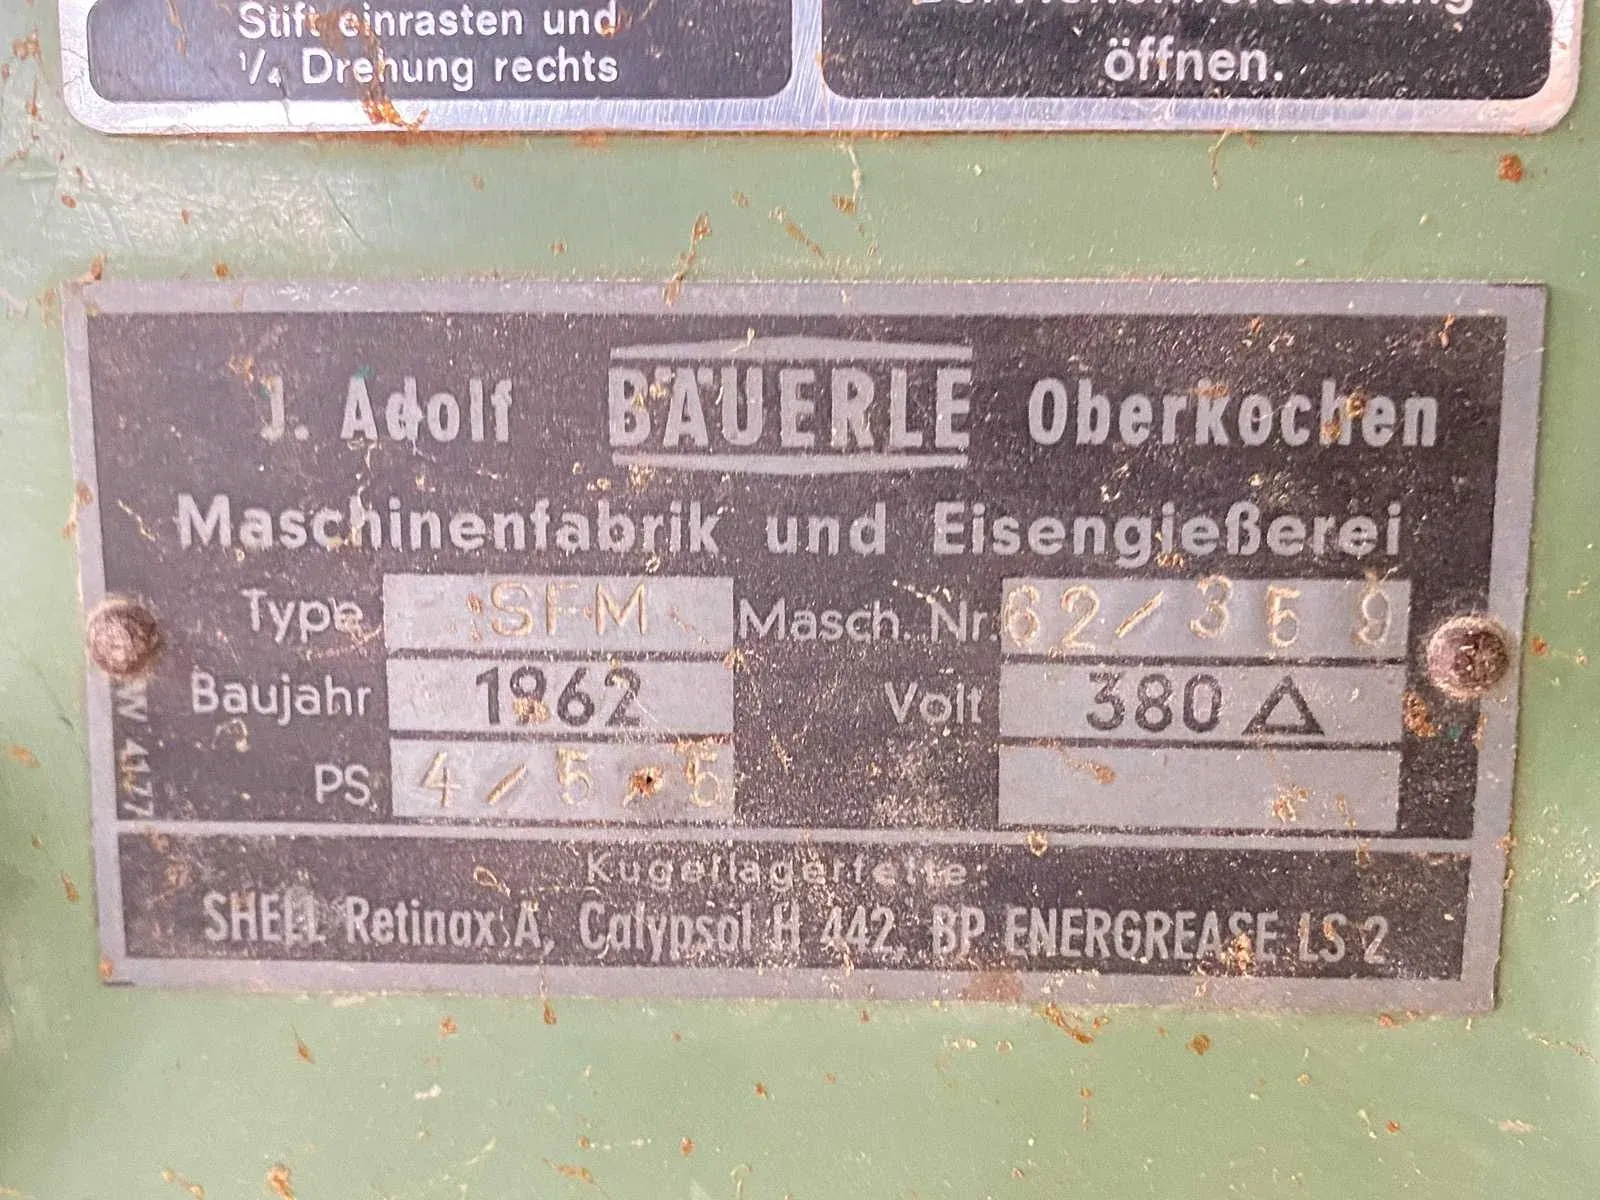 Stift einrasten und
¼ Drehung rechts
öffnen.
J. Adolf BÄUERLE Oberkochen
Maschinenfabrik und Eisengießerei
Type SFM Masch. Nr. 62/359
Baujahr 1962 Volt 380 Δ
PS 4/5,5
Kugellagerfette:
SHELL Retinax A, Calypsol H 442, BP ENERGREASE LS 2